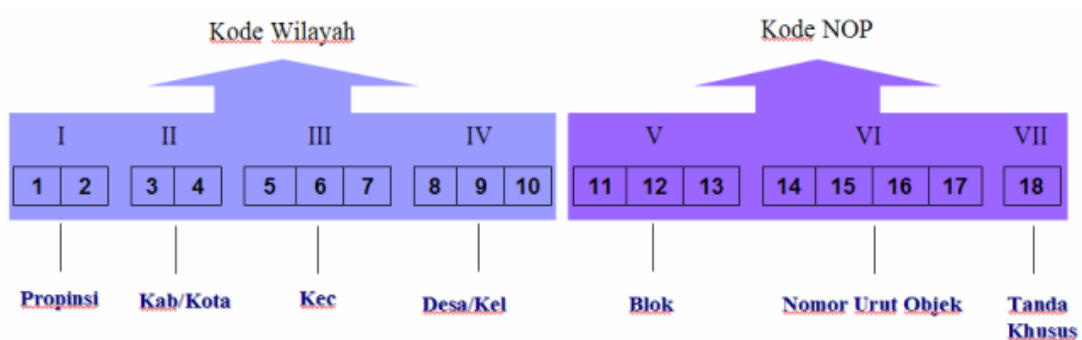 Kode Wilayah Kode NOP
I II III IV V VI VII
1 2 3 4 5 6 7 8 9 10 11 12 13 14 15 16 17 18
Propinsi Kab/Kota Kec Desa/Kel Blok Nomor Urut Objek Tanda
Khusus